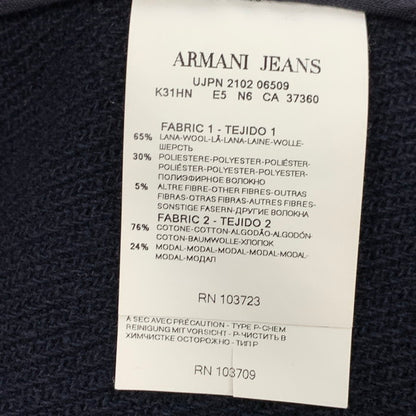 ARMANI JEANS
UJPN 2102 06509
K31HN E5 N6 CA 37360
FABRIC 1 - TEJIDO 1
65% LANA-WOOL-LÃ-LANA-LAINE-WOLLE-
ШЕРСТЬ
30% POLIESTERE-POLYESTER-POLIÉSTER-
POLIÉSTER-POLYESTER-POLYESTER-
ПОЛИЭФИРНОЕ ВОЛОКНО
5% ALTRE FIBRE-OTHER FIBRES-OUTRAS
FIBRAS-OTRAS FIBRAS-AUTRES FIBRES-
SONSTIGE FASERN-ДРУГИЕ ВОЛОКНА
FABRIC 2 - TEJIDO 2
76% COTONE-COTTON-ALGODÃO-ALGODÓN-
COTON-BAUMWOLLE-ХЛОПОК
24% MODAL-MODAL-MODAL-MODAL-MODAL-
MODAL-МОДАЛ
RN 103723
A SEC AVEC PRÉCAUTION - TYPE P-CHEM
REINIGUNG MIT VORSICHT - P-ЧИСТИТЬ В
ХИМЧИСТКЕ ОСТОРОЖНО - ТИП P
RN 103709